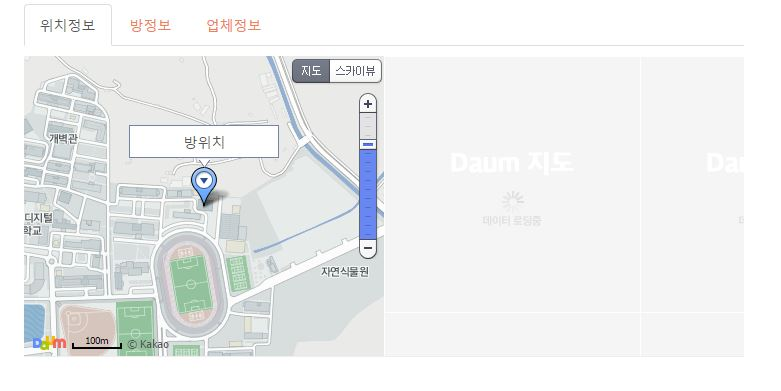 위치정보 방정보 업체정보
지도 스카이뷰
방위치
개벽관
디지털
학교
자연식물원
Daum 100m © Kakao
Daum 지도
데이터 로딩중